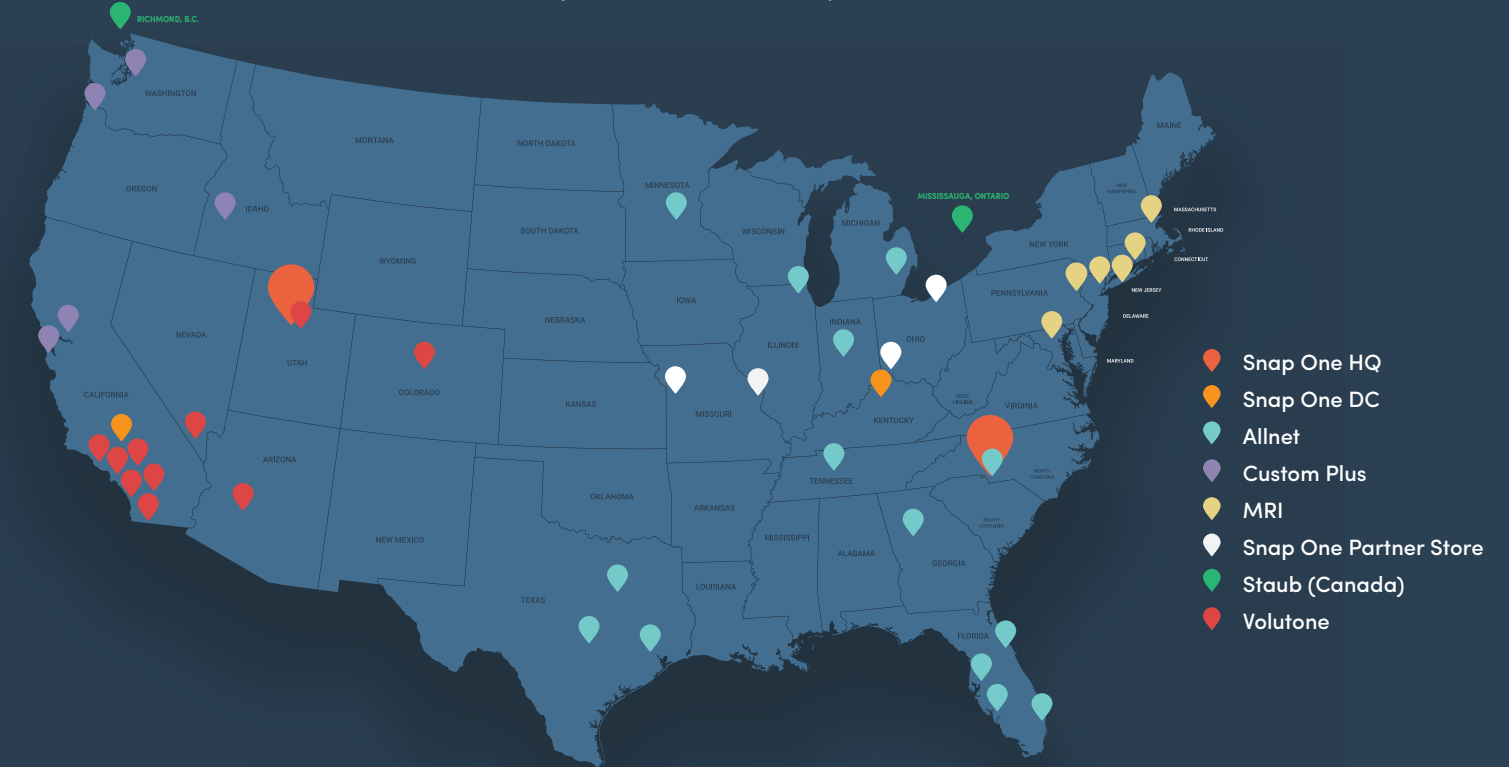 RICHMOND, B.C.
WASHINGTON
MONTANA
NORTH DAKOTA
MINNESOTA
MAINE
OREGON
IDAHO
SOUTH DAKOTA
WISCONSIN
MICHIGAN
MISSISSAUGA, ONTARIO
NEW
HAMPSHIRE
MASSACHUSETTS
RHODE ISLAND
NEW YORK
CONNECTICUT
WYOMING
IOWA
PENNSYLVANIA
NEW JERSEY
NEBRASKA
INDIANA
DELAWARE
NEVADA
UTAH
ILLINOIS
OHIO
MARYLAND
CALIFORNIA
COLORADO
KANSAS
MISSOURI
WEST
VIRGINIA
VIRGINIA
KENTUCKY
ARIZONA
OKLAHOMA
ARKANSAS
TENNESSEE
NORTH
CAROLINA
NEW MEXICO
MISSISSIPPI
ALABAMA
SOUTH
CAROLINA
GEORGIA
TEXAS
LOUISIANA
FLORIDA
Snap One HQ
Snap One DC
Allnet
Custom Plus
MRI
Snap One Partner Store
Staub (Canada)
Volutone